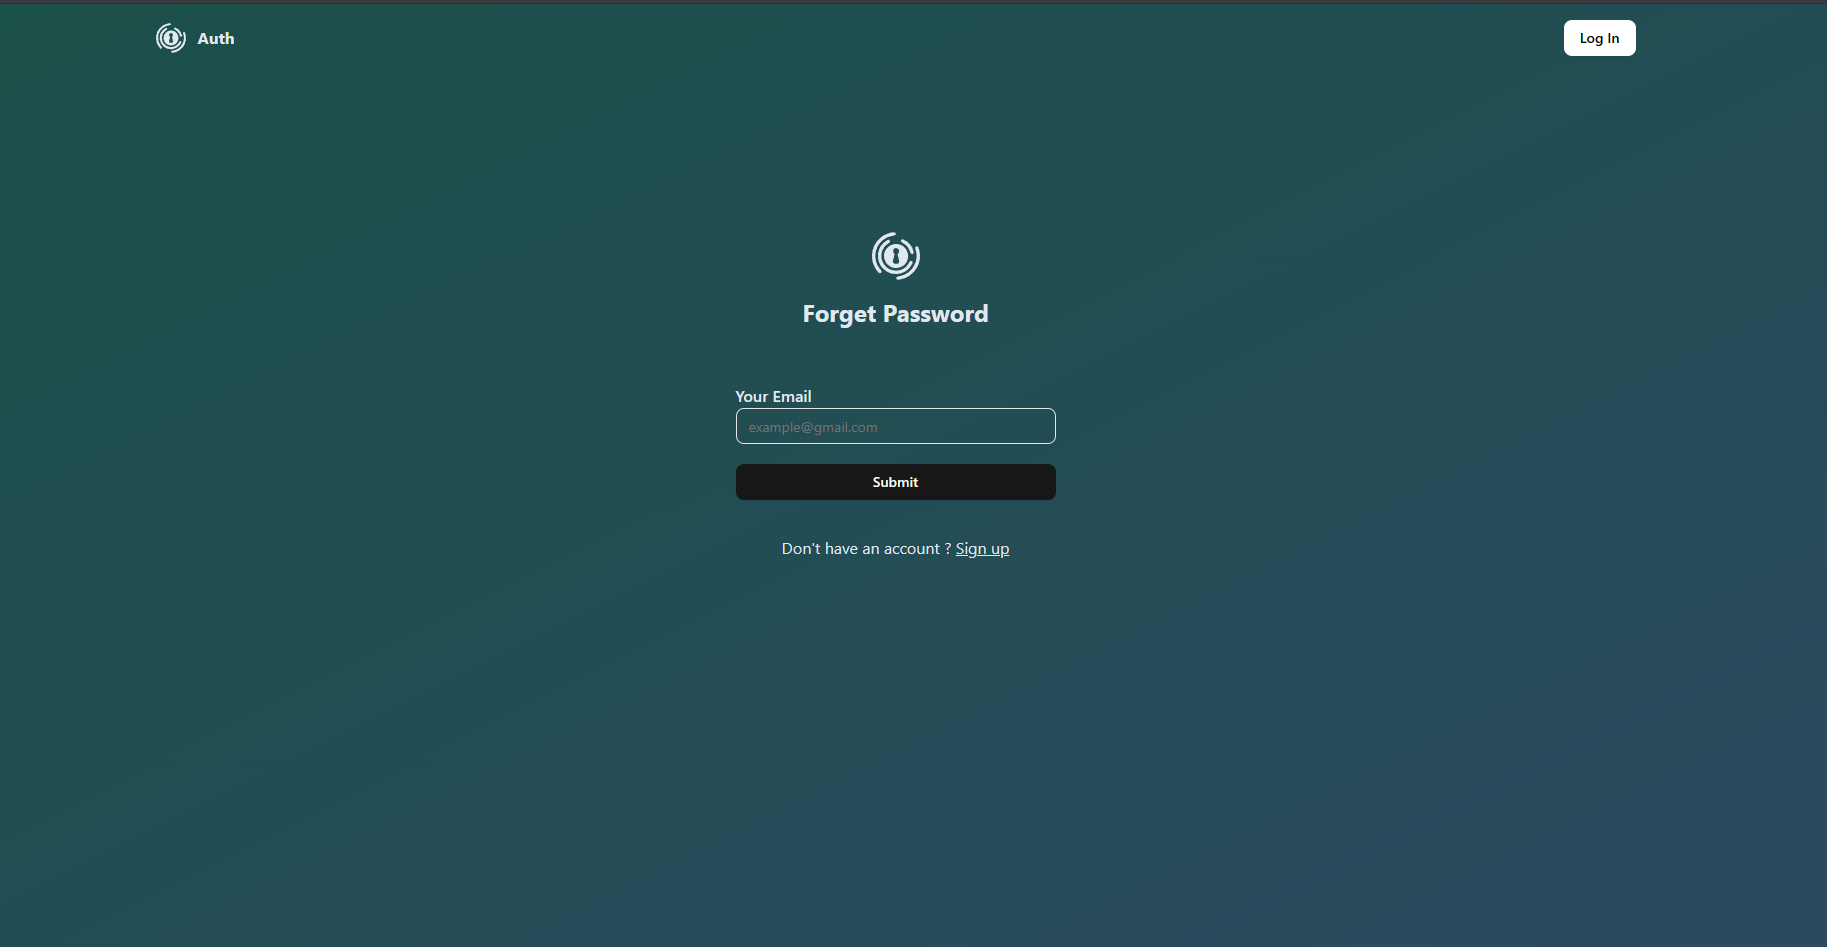 Auth
Log In
Forget Password
Your Email
example@gmail.com
Submit
Don't have an account ? Sign up